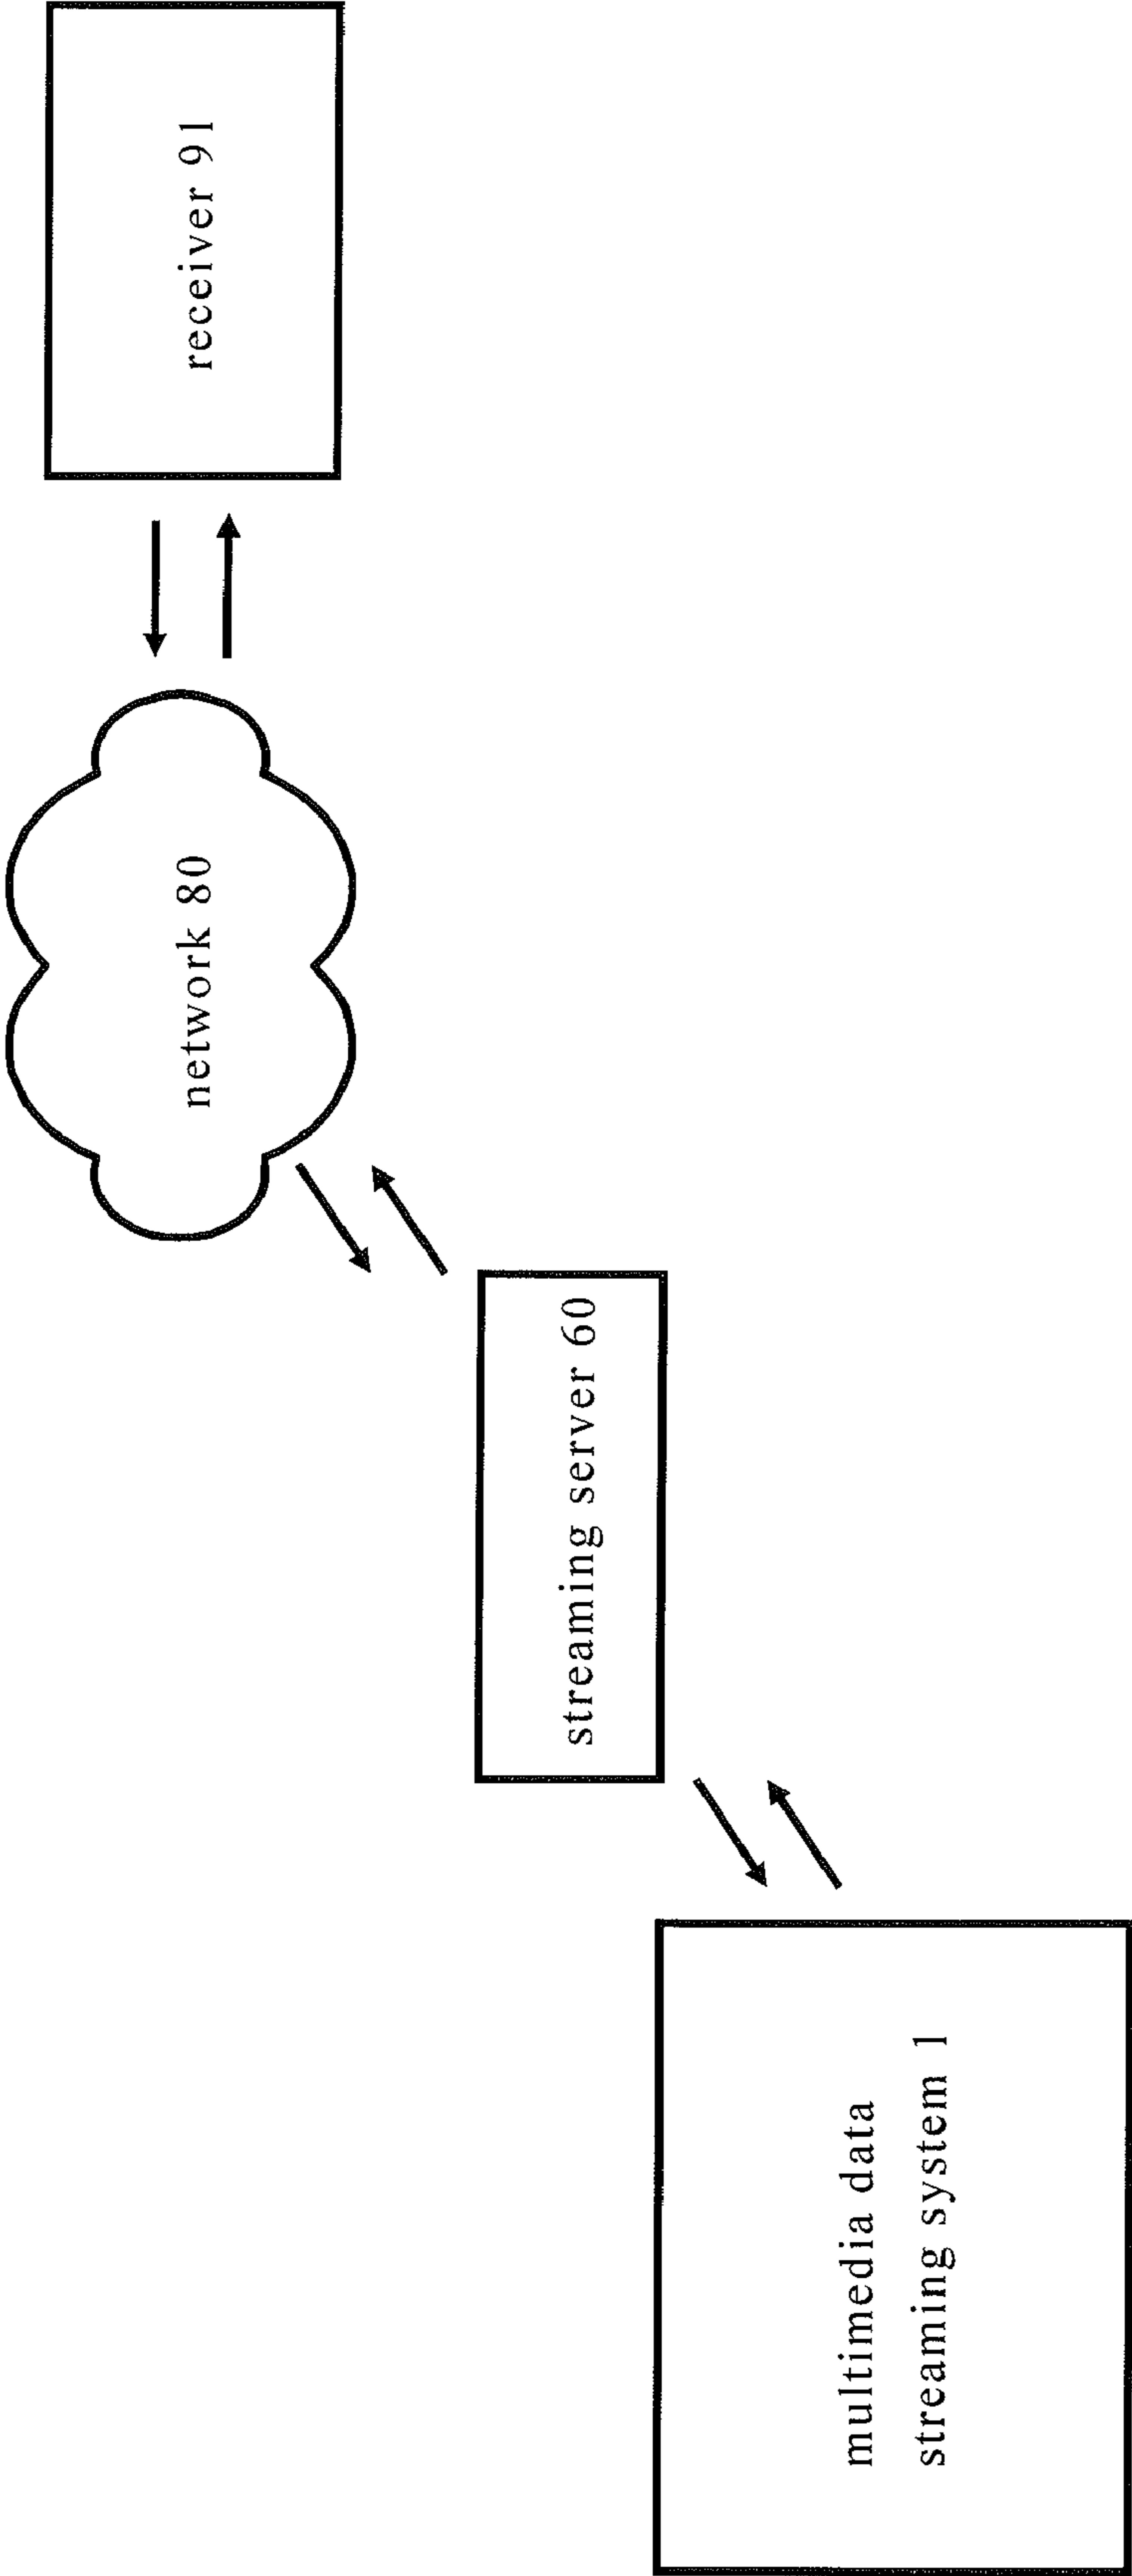 receiver 91
network 80
streaming server 60
multimedia data
streaming system 1